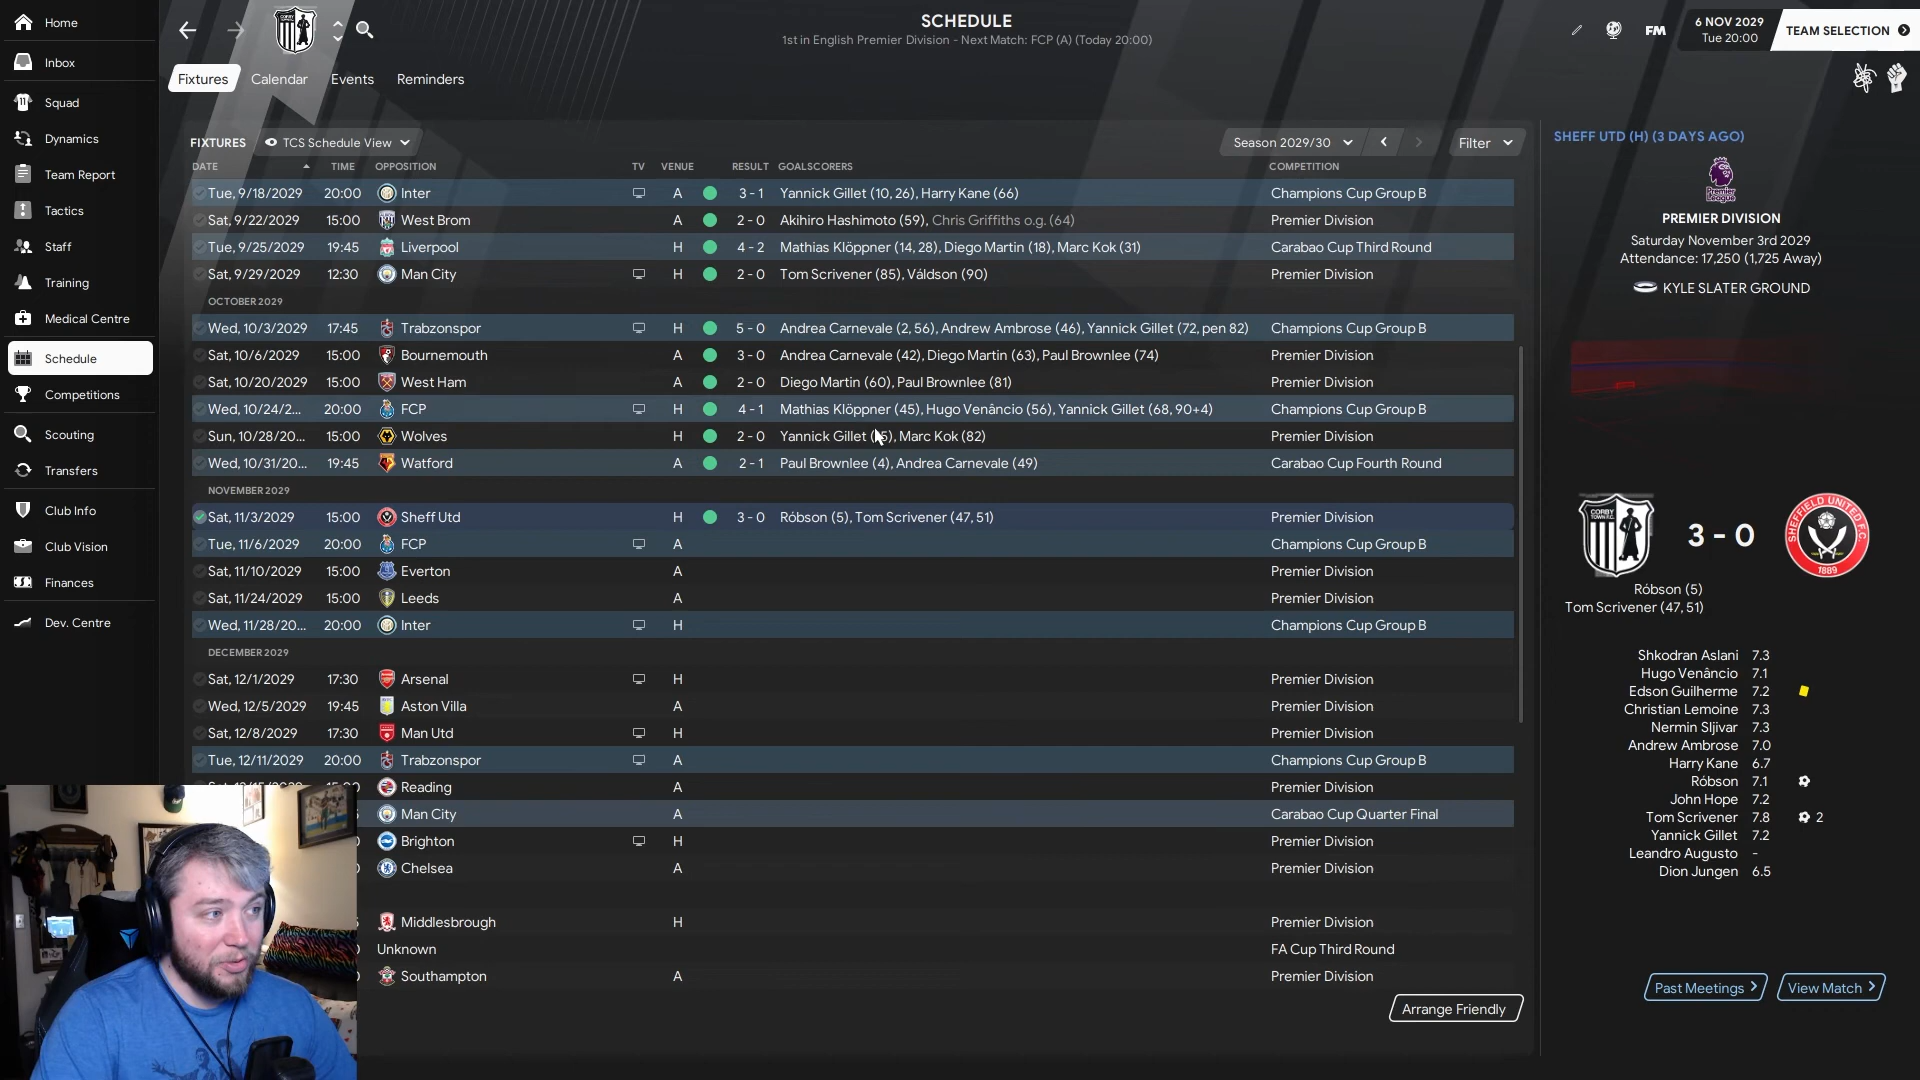 Home
Inbox
Squad
Dynamics
Team Report
Tactics
Staff
Training
Medical Centre
Schedule
Competitions
Scouting
Transfers
Club Info
Club Vision
Finances
Dev. Centre
SCHEDULE
1st in English Premier Division - Next Match: FCP (A) (Today 20:00)
FM
6 NOV 2029
Tue 20:00
TEAM SELECTION
Fixtures Calendar Events Reminders
FIXTURES TCS Schedule View Season 2029/30 Filter
DATE TIME OPPOSITION TV VENUE RESULT GOALSCORERS COMPETITION
Tue, 9/18/2029 20:00 Inter A 3 - 1 Yannick Gillet (10, 26), Harry Kane (66) Champions Cup Group B
Sat, 9/22/2029 15:00 West Brom A 2 - 0 Akihiro Hashimoto (59), Chris Griffiths o.g. (64) Premier Division
Tue, 9/25/2029 19:45 Liverpool H 4 - 2 Mathias Klöppner (14, 28), Diego Martin (18), Marc Kok (31) Carabao Cup Third Round
Sat, 9/29/2029 12:30 Man City H 2 - 0 Tom Scrivener (85), Váldson (90) Premier Division
OCTOBER 2029
Wed, 10/3/2029 17:45 Trabzonspor H 5 - 0 Andrea Carnevale (2, 56), Andrew Ambrose (46), Yannick Gillet (72, pen 82) Champions Cup Group B
Sat, 10/6/2029 15:00 Bournemouth A 3 - 0 Andrea Carnevale (42), Diego Martin (63), Paul Brownlee (74) Premier Division
Sat, 10/20/2029 15:00 West Ham A 2 - 0 Diego Martin (60), Paul Brownlee (81) Premier Division
Wed, 10/24/2... 20:00 FCP H 4 - 1 Mathias Klöppner (45), Hugo Venâncio (56), Yannick Gillet (68, 90+4) Champions Cup Group B
Sun, 10/28/20... 15:00 Wolves H 2 - 0 Yannick Gillet Marc Kok (82) Premier Division
Wed, 10/31/20... 19:45 Watford A 2 - 1 Paul Brownlee (4), Andrea Carnevale (49) Carabao Cup Fourth Round
NOVEMBER 2029
Sat, 11/3/2029 15:00 Sheff Utd H 3 - 0 Róbson (5), Tom Scrivener (47, 51) Premier Division
Tue, 11/6/2029 20:00 FCP A Champions Cup Group B
Sat, 11/10/2029 15:00 Everton A Premier Division
Sat, 11/24/2029 15:00 Leeds A Premier Division
Wed, 11/28/20... 20:00 Inter H Champions Cup Group B
DECEMBER 2029
Sat, 12/1/2029 17:30 Arsenal H Premier Division
Wed, 12/5/2029 19:45 Aston Villa A Premier Division
Sat, 12/8/2029 17:30 Man Utd H Premier Division
Tue, 12/11/2029 20:00 Trabzonspor A Champions Cup Group B
Reading A Premier Division
Man City A Carabao Cup Quarter Final
Brighton H Premier Division
Chelsea A Premier Division
Middlesbrough H Premier Division
Unknown FA Cup Third Round
Southampton A Premier Division
Arrange Friendly
SHEFF UTD (H) (3 DAYS AGO)
Premier League
PREMIER DIVISION
Saturday November 3rd 2029
Attendance: 17,250 (1,725 Away)
KYLE SLATER GROUND
CORBY TOWN F.C.
3 - 0
SHEFFIELD UNITED F.C.
1889
Róbson (5)
Tom Scrivener (47, 51)
Shkodran Aslani 7.3
Hugo Venâncio 7.1
Edson Guilherme 7.2
Christian Lemoine 7.3
Nermin Sljivar 7.3
Andrew Ambrose 7.0
Harry Kane 6.7
Róbson 7.1
John Hope 7.2
Tom Scrivener 7.8 2
Yannick Gillet 7.2
Leandro Augusto -
Dion Jungen 6.5
Past Meetings View Match